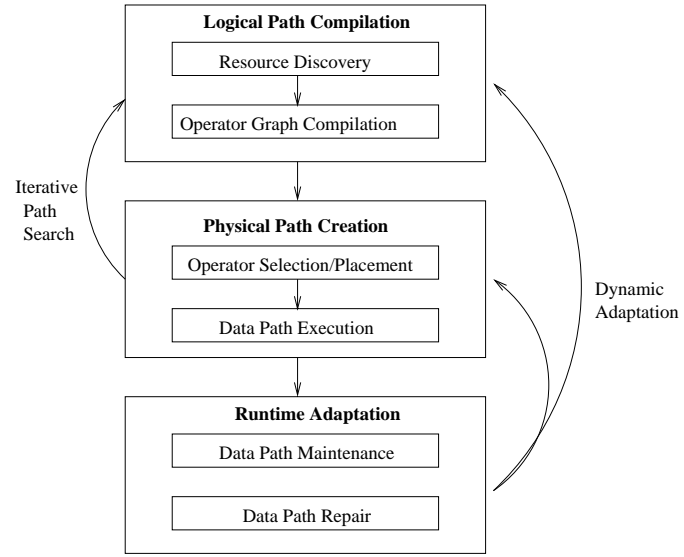 Logical Path Compilation
Resource Discovery
Operator Graph Compilation
Iterative
Path
Search
Physical Path Creation
Operator Selection/Placement
Data Path Execution
Dynamic
Adaptation
Runtime Adaptation
Data Path Maintenance
Data Path Repair